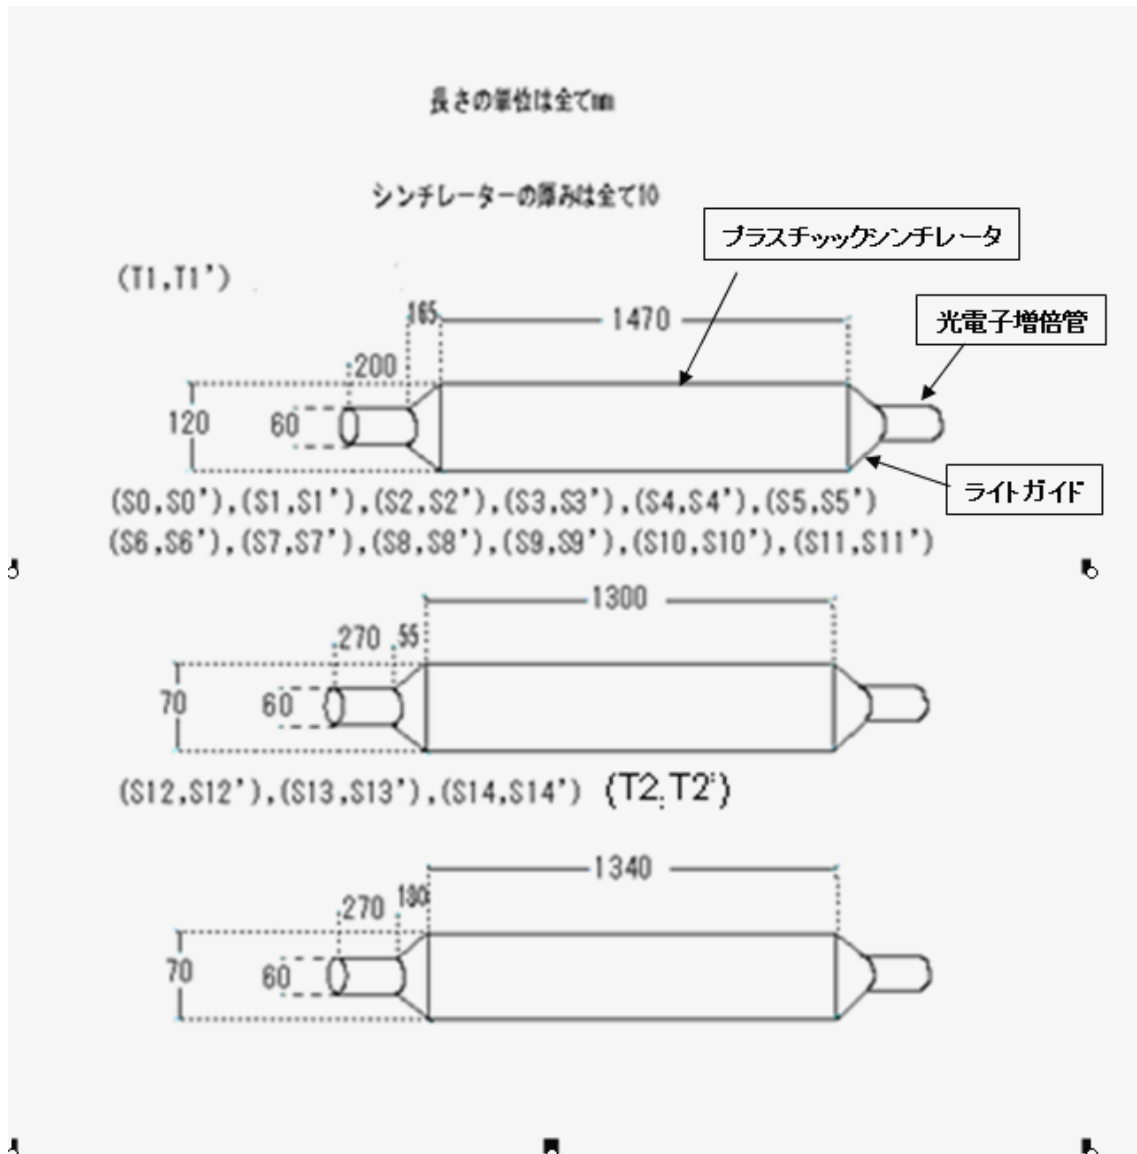 長さの単位は全てmm
シンチレーターの厚みは全て10
プラスチックシンチレータ
(T1,T1')
165
1470
光電子増倍管
200
120
60
ライトガイド
(S0,S0'),(S1,S1'),(S2,S2'),(S3,S3'),(S4,S4'),(S5,S5')
(S6,S6'),(S7,S7'),(S8,S8'),(S9,S9'),(S10,S10'),(S11,S11')
1300
270
55
70
60
(S12,S12'),(S13,S13'),(S14,S14') (T2,T2')
1340
270
180
70
60